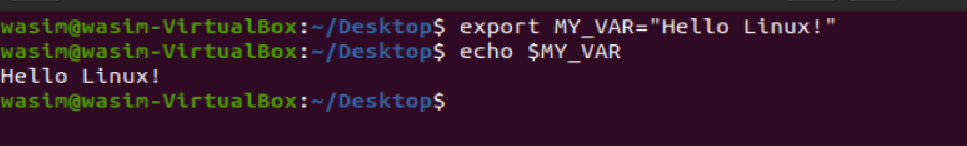 wasim@wasim-VirtualBox:~/Desktop$ export MY_VAR="Hello Linux!"
wasim@wasim-VirtualBox:~/Desktop$ echo $MY_VAR
Hello Linux!
wasim@wasim-VirtualBox:~/Desktop$